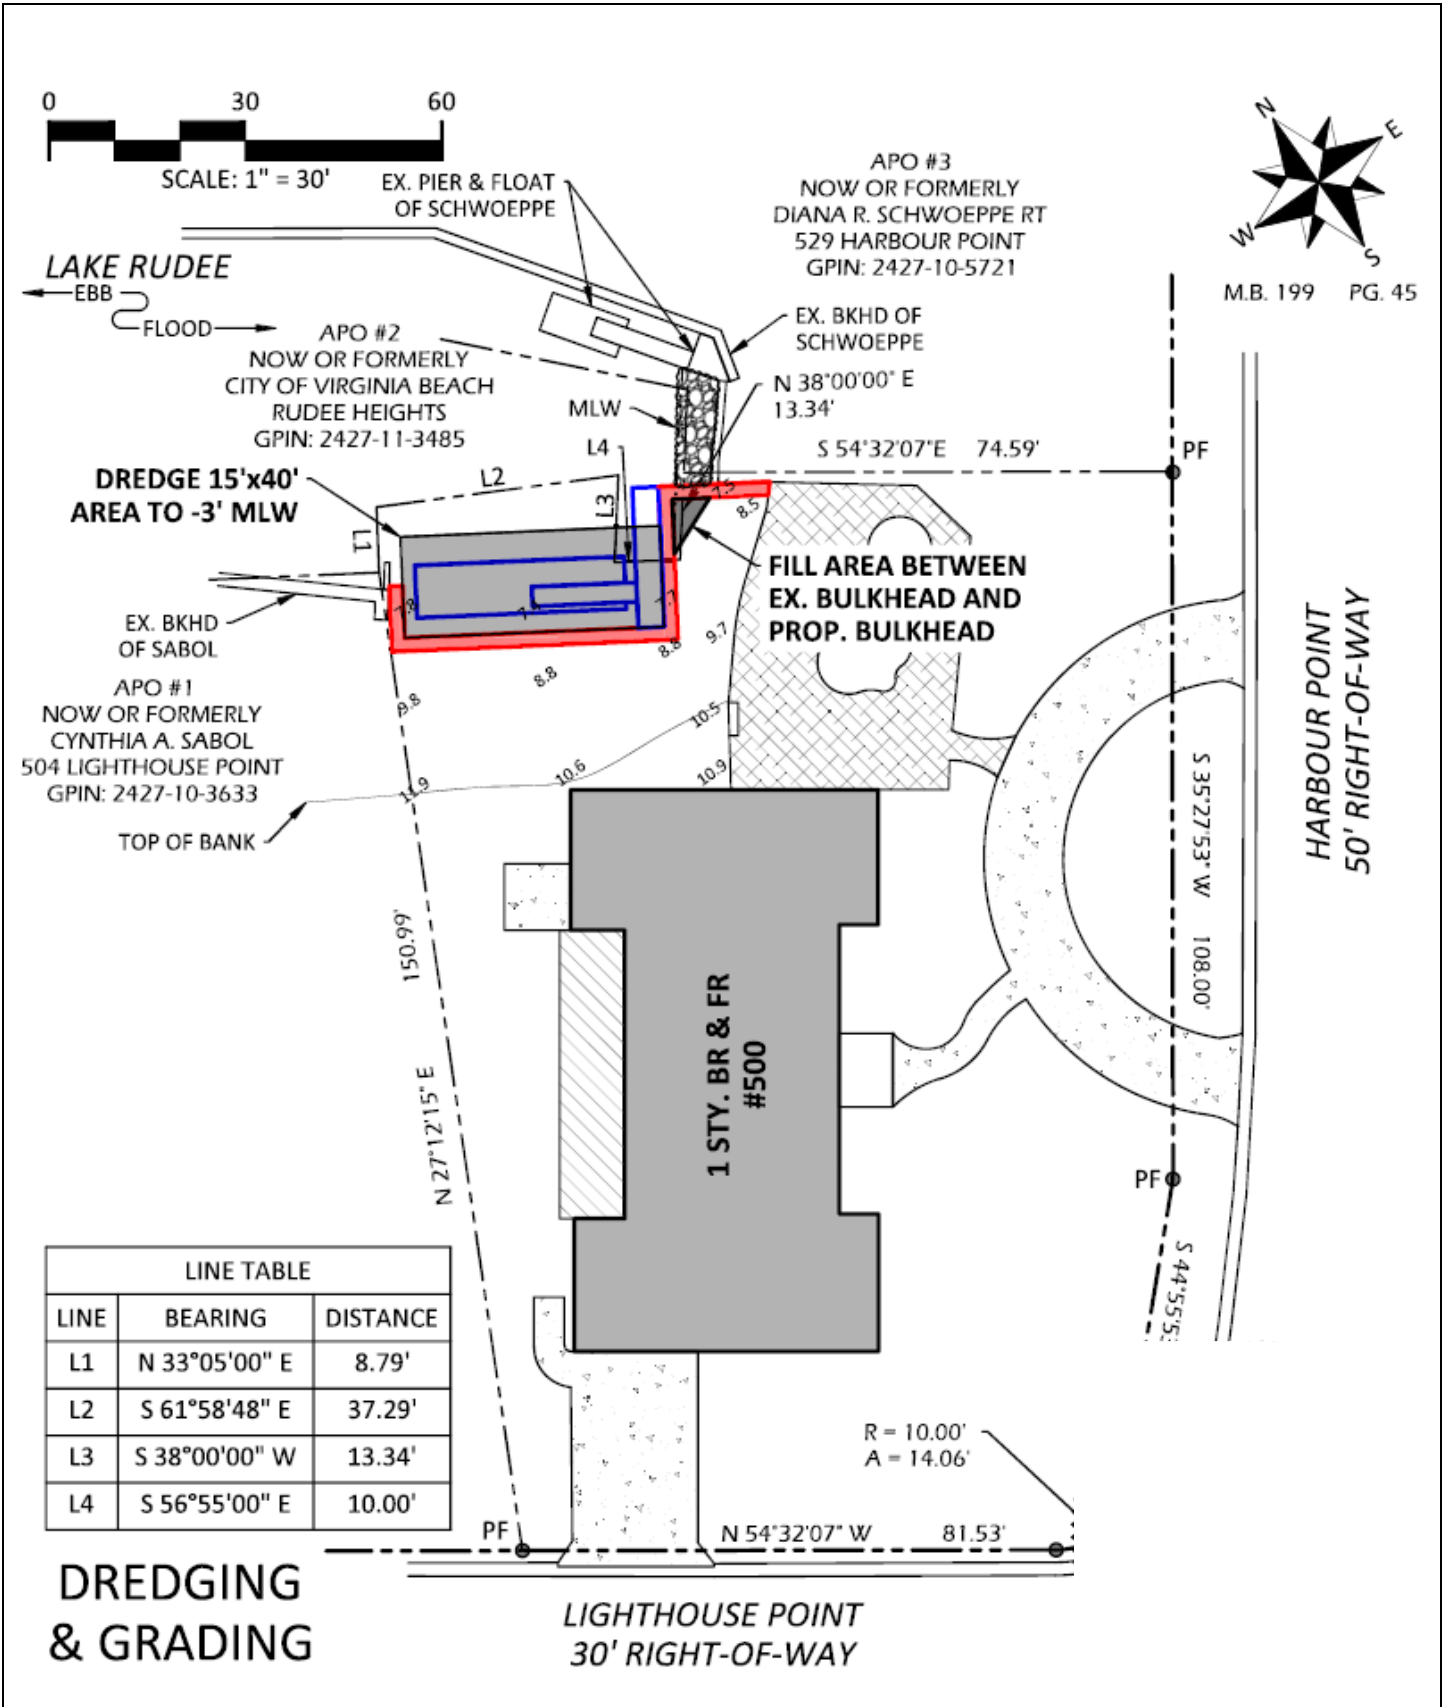 0 30 60
SCALE: 1" = 30'
N
E
W
S
M.B. 199 PG. 45
EX. PIER & FLOAT
OF SCHWOEPPE
APO #3
NOW OR FORMERLY
DIANA R. SCHWOEPPE RT
529 HARBOUR POINT
GPIN: 2427-10-5721
LAKE RUDEE
EBB
FLOOD
APO #2
NOW OR FORMERLY
CITY OF VIRGINIA BEACH
RUDEE HEIGHTS
GPIN: 2427-11-3485
EX. BKHD OF
SCHWOEPPE
N 38°00'00" E
13.34'
MLW
L4
S 54°32'07"E 74.59'
PF
DREDGE 15'x40'
AREA TO -3' MLW
L2
L1
L3
7.5
8.5
FILL AREA BETWEEN
EX. BULKHEAD AND
PROP. BULKHEAD
7.8
7.7
EX. BKHD
OF SABOL
9.7
8.8
8.8
9.8
APO #1
NOW OR FORMERLY
CYNTHIA A. SABOL
504 LIGHTHOUSE POINT
GPIN: 2427-10-3633
10.5
10.6
10.9
11.9
TOP OF BANK
HARBOUR POINT
50' RIGHT-OF-WAY
S 35°27'53" W 108.00'
N 27°12'15" E 150.99'
1 STY. BR & FR
#500
PF
S 44°55'5
LINE TABLE
LINE BEARING DISTANCE
L1 N 33°05'00" E 8.79'
L2 S 61°58'48" E 37.29'
L3 S 38°00'00" W 13.34'
L4 S 56°55'00" E 10.00'
R = 10.00'
A = 14.06'
PF
N 54°32'07" W 81.53'
DREDGING
& GRADING
LIGHTHOUSE POINT
30' RIGHT-OF-WAY